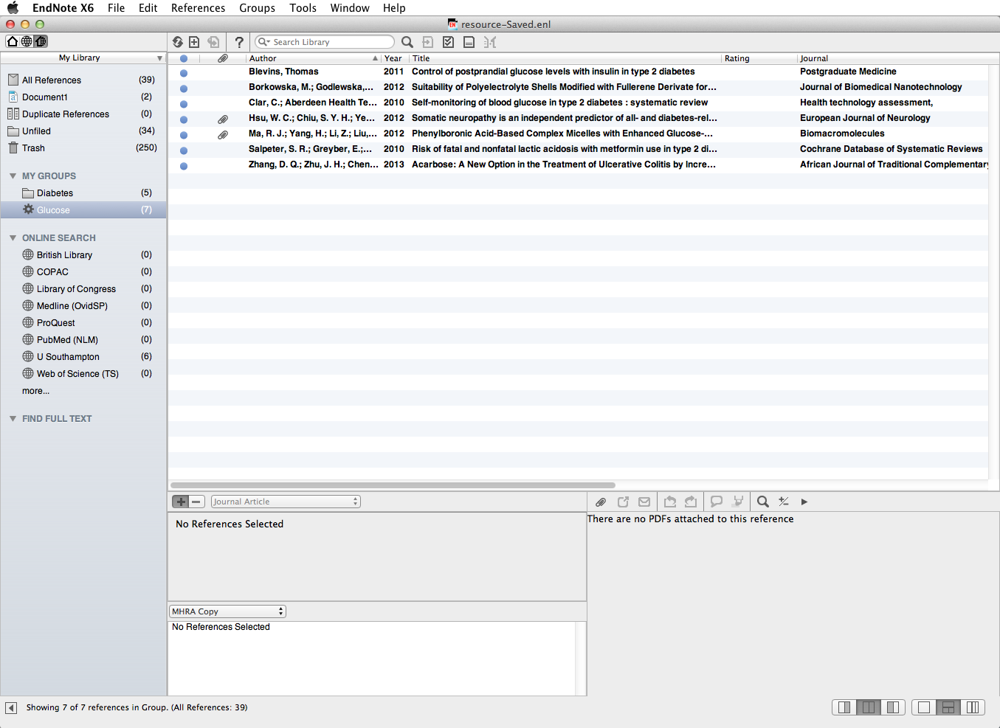 EndNote X6 File Edit References Groups Tools Window Help
resource-Saved.enl
Search Library
My Library
Author Year Title Rating Journal
All References (39)
Document1 (2)
Duplicate References (0)
Unfiled (34)
Trash (250)
MY GROUPS
Diabetes (5)
Glucose (7)
ONLINE SEARCH
British Library (0)
COPAC (0)
Library of Congress (0)
Medline (OvidSP) (0)
ProQuest (0)
PubMed (NLM) (0)
U Southampton (6)
Web of Science (TS) (0)
more...
FIND FULL TEXT
Blevins, Thomas 2011 Control of postprandial glucose levels with insulin in type 2 diabetes Postgraduate Medicine
Borkowska, M.; Godlewska,... 2012 Suitability of Polyelectrolyte Shells Modified with Fullerene Derivate for... Journal of Biomedical Nanotechnology
Clar, C.; Aberdeen Health Te... 2010 Self-monitoring of blood glucose in type 2 diabetes : systematic review Health technology assessment,
Hsu, W. C.; Chiu, S. Y. H.; Ye... 2012 Somatic neuropathy is an independent predictor of all- and diabetes-rel... European Journal of Neurology
Ma, R. J.; Yang, H.; Li, Z.; Liu,... 2012 Phenylboronic Acid-Based Complex Micelles with Enhanced Glucose-... Biomacromolecules
Salpeter, S. R.; Greyber, E.;... 2010 Risk of fatal and nonfatal lactic acidosis with metformin use in type 2 di... Cochrane Database of Systematic Reviews
Zhang, D. Q.; Zhu, J. H.; Chen... 2013 Acarbose: A New Option in the Treatment of Ulcerative Colitis by Incre... African Journal of Traditional Complementary
Journal Article
No References Selected
There are no PDFs attached to this reference
MHRA Copy
No References Selected
Showing 7 of 7 references in Group. (All References: 39)